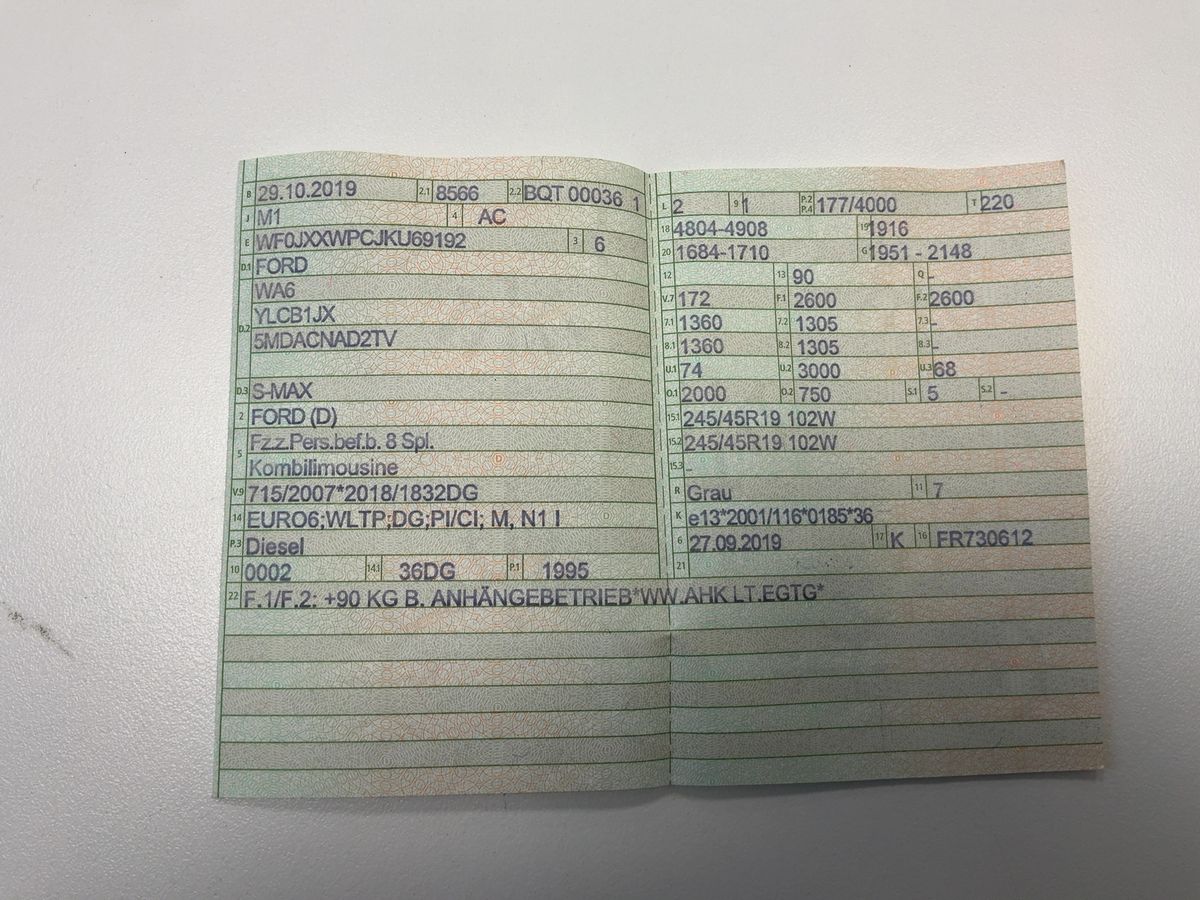 B 29.10.2019 2.1 8566 2.2 BQT 00036 1
J M1 4 AC
E WF0JXXWPCJKU69192 3 6
D.1 FORD
D.2 WA6
YLCB1JX
5MDACNAD2TV
D.3 S-MAX
2 FORD (D)
5 Fz.z.Pers.bef.b. 8 Spl.
Kombilimousine
V.9 715/2007*2018/1832DG
14 EURO6;WLTP;DG;PI/CI; M, N1 I
P.3 Diesel
10 0002 14.1 36DG P.1 1995
L 2 9 1 P.2 P.4 177/4000 T 220
18 4804-4908 19 1916
20 1684-1710 G 1951 - 2148
12 13 90 Q -
V.7 172 F.1 2600 F.2 2600
7.1 1360 7.2 1305 7.3 -
8.1 1360 8.2 1305 8.3 -
U.1 74 U.2 3000 U.3 68
O.1 2000 O.2 750 S.1 5 S.2 -
15.1 245/45R19 102W
15.2 245/45R19 102W
15.3 -
R Grau 11 7
K e13*2001/116*0185*36
6 27.09.2019 17 K 16 FR730612
21
22 F.1/F.2: +90 KG B. ANHÄNGEBETRIEB*WW.AHK LT.EGTG*